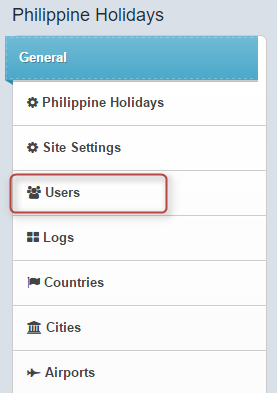 Philippine Holidays
General
Philippine Holidays
Site Settings
Users
Logs
Countries
Cities
Airports